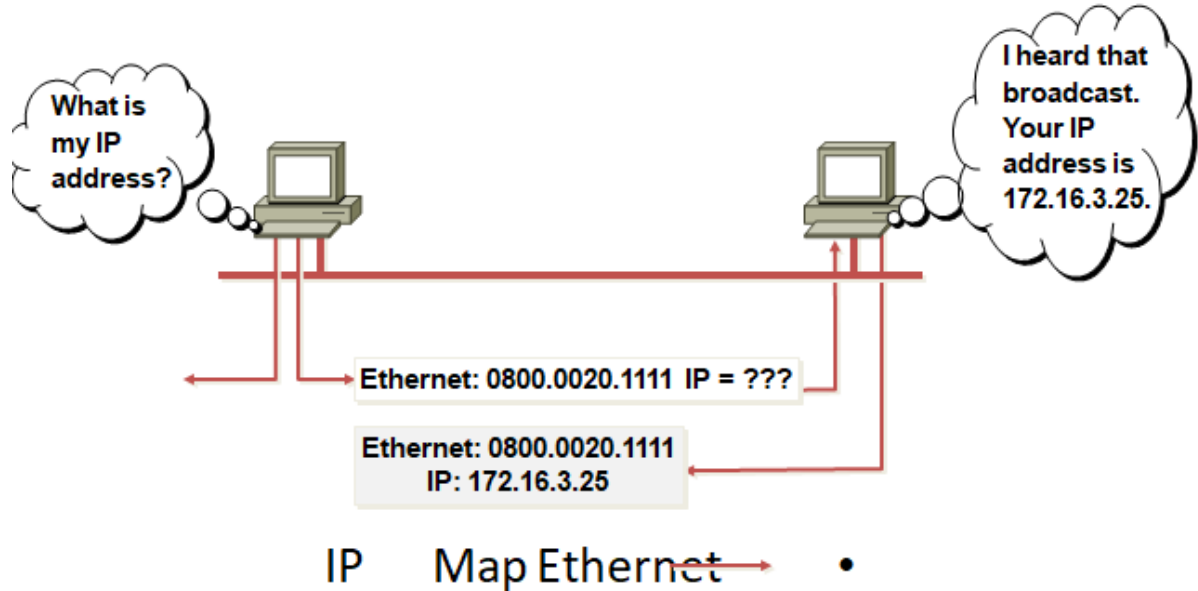 What is
my IP
address?
I heard that
broadcast.
Your IP
address is
172.16.3.25.
Ethernet: 0800.0020.1111 IP = ???
Ethernet: 0800.0020.1111
IP: 172.16.3.25
IP Map Ethernet •